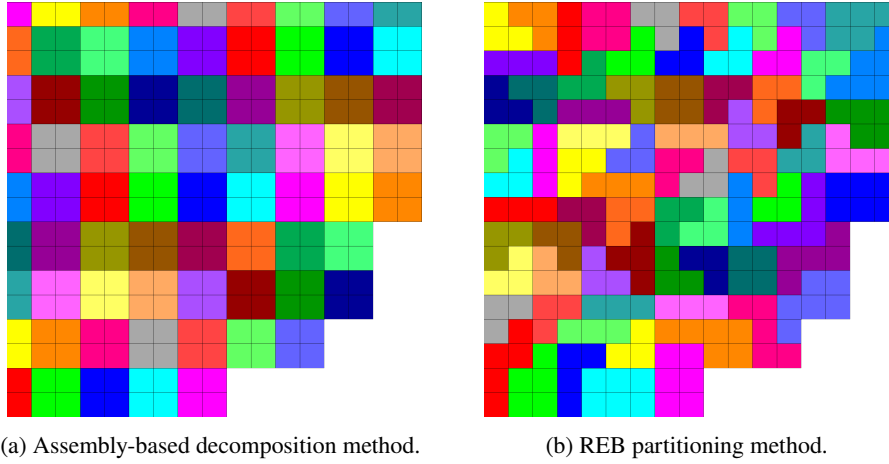 (a) Assembly-based decomposition method.
(b) REB partitioning method.